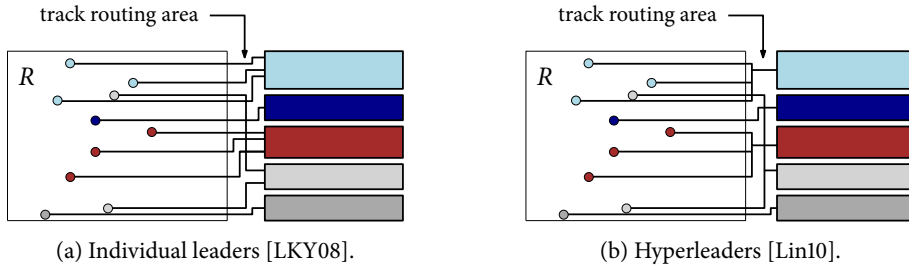 track routing area
track routing area
R
R
(a) Individual leaders [LKY08].
(b) Hyperleaders [Lin10].